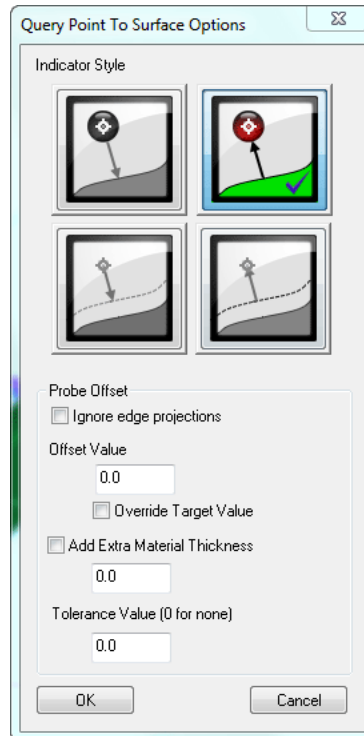 Query Point To Surface Options
Indicator Style
Probe Offset
Ignore edge projections
Offset Value
0.0
Override Target Value
Add Extra Material Thickness
0.0
Tolerance Value (0 for none)
0.0
OK Cancel